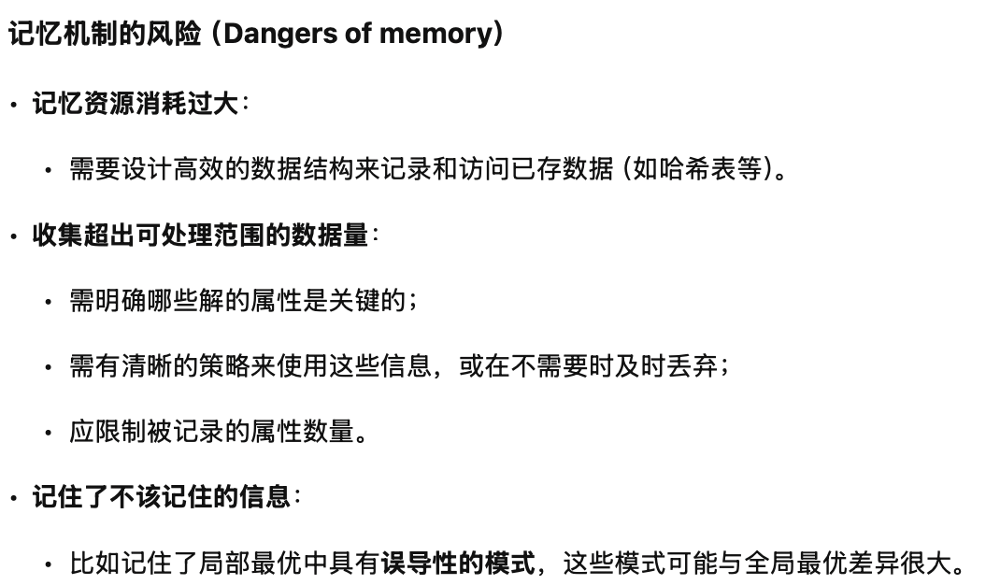 记忆机制的风险（Dangers of memory）
• 记忆资源消耗过大：
• 需要设计高效的数据结构来记录和访问已存数据（如哈希表等）。
• 收集超出可处理范围的数据量：
• 需明确哪些解的属性是关键的；
• 需有清晰的策略来使用这些信息，或在不需要时及时丢弃；
• 应限制被记录的属性数量。
• 记住了不该记住的信息：
• 比如记住了局部最优中具有误导性的模式，这些模式可能与全局最优差异很大。